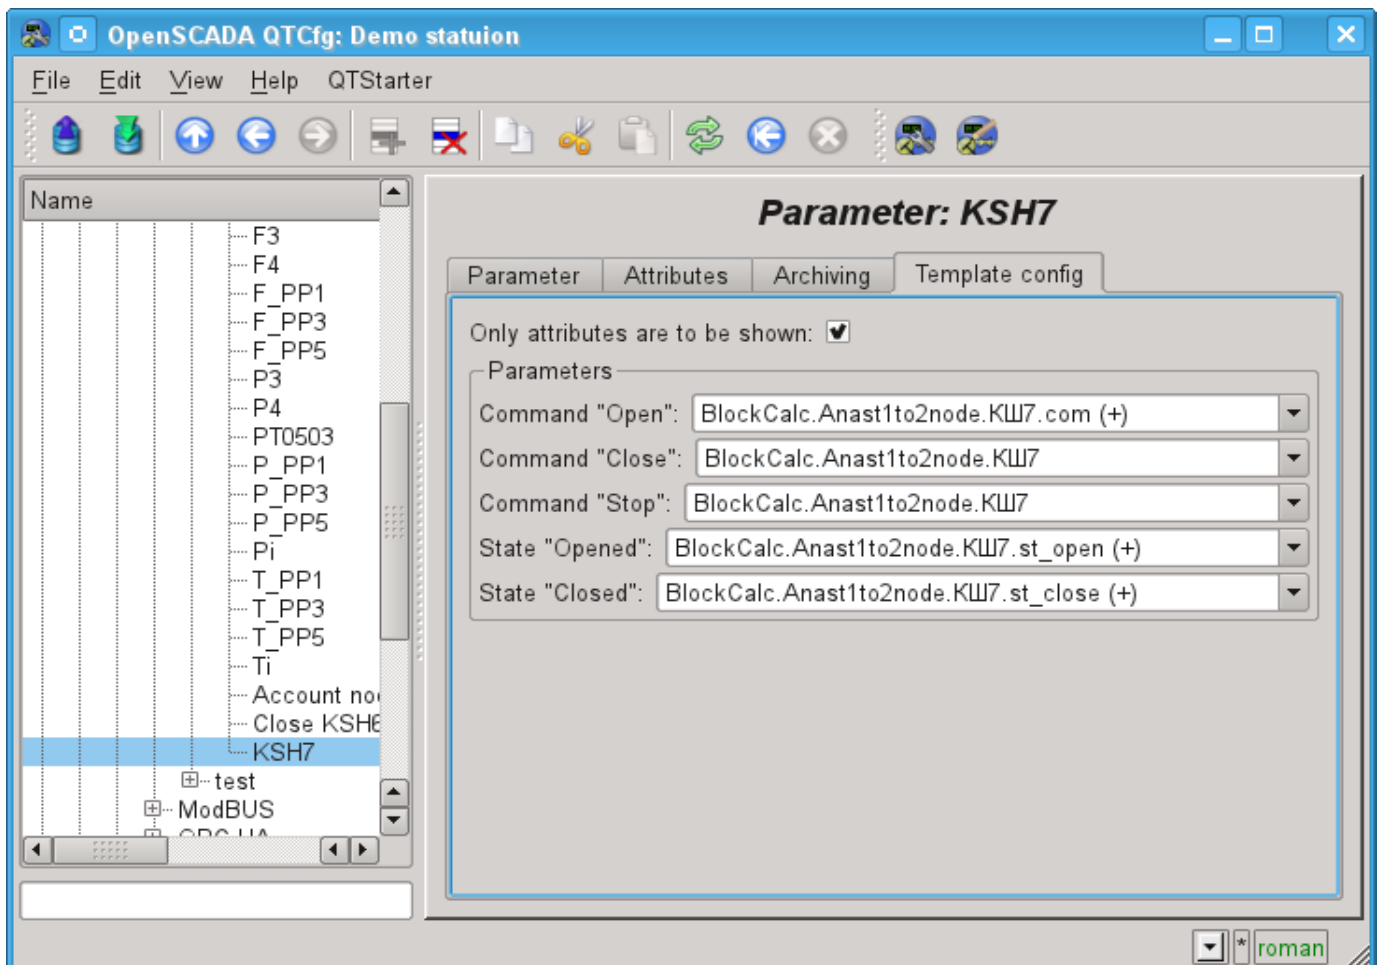 OpenSCADA QTCfg: Demo statuion
File Edit View Help QTStarter
Name
F3
F4
F_PP1
F_PP3
F_PP5
P3
P4
PT0503
P_PP1
P_PP3
P_PP5
Pi
T_PP1
T_PP3
T_PP5
Ti
Account
Close KSH6
KSH7
test
ModBUS
Parameter: KSH7
Parameter Attributes Archiving Template config
Only attributes are to be shown:
Parameters
Command "Open": BlockCalc.Anast1to2node.КШ7.com (+)
Command "Close": BlockCalc.Anast1to2node.КШ7
Command "Stop": BlockCalc.Anast1to2node.КШ7
State "Opened": BlockCalc.Anast1to2node.КШ7.st_open (+)
State "Closed": BlockCalc.Anast1to2node.КШ7.st_close (+)
* roman